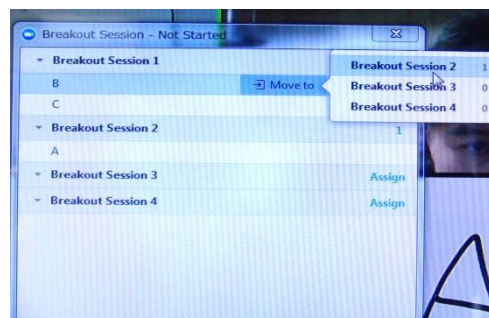 Breakout Session - Not Started
Breakout Session 1
B Move to
Breakout Session 2 1
Breakout Session 3 0
Breakout Session 4 0
C
Breakout Session 2 1
A
Breakout Session 3 Assign
Breakout Session 4 Assign
A